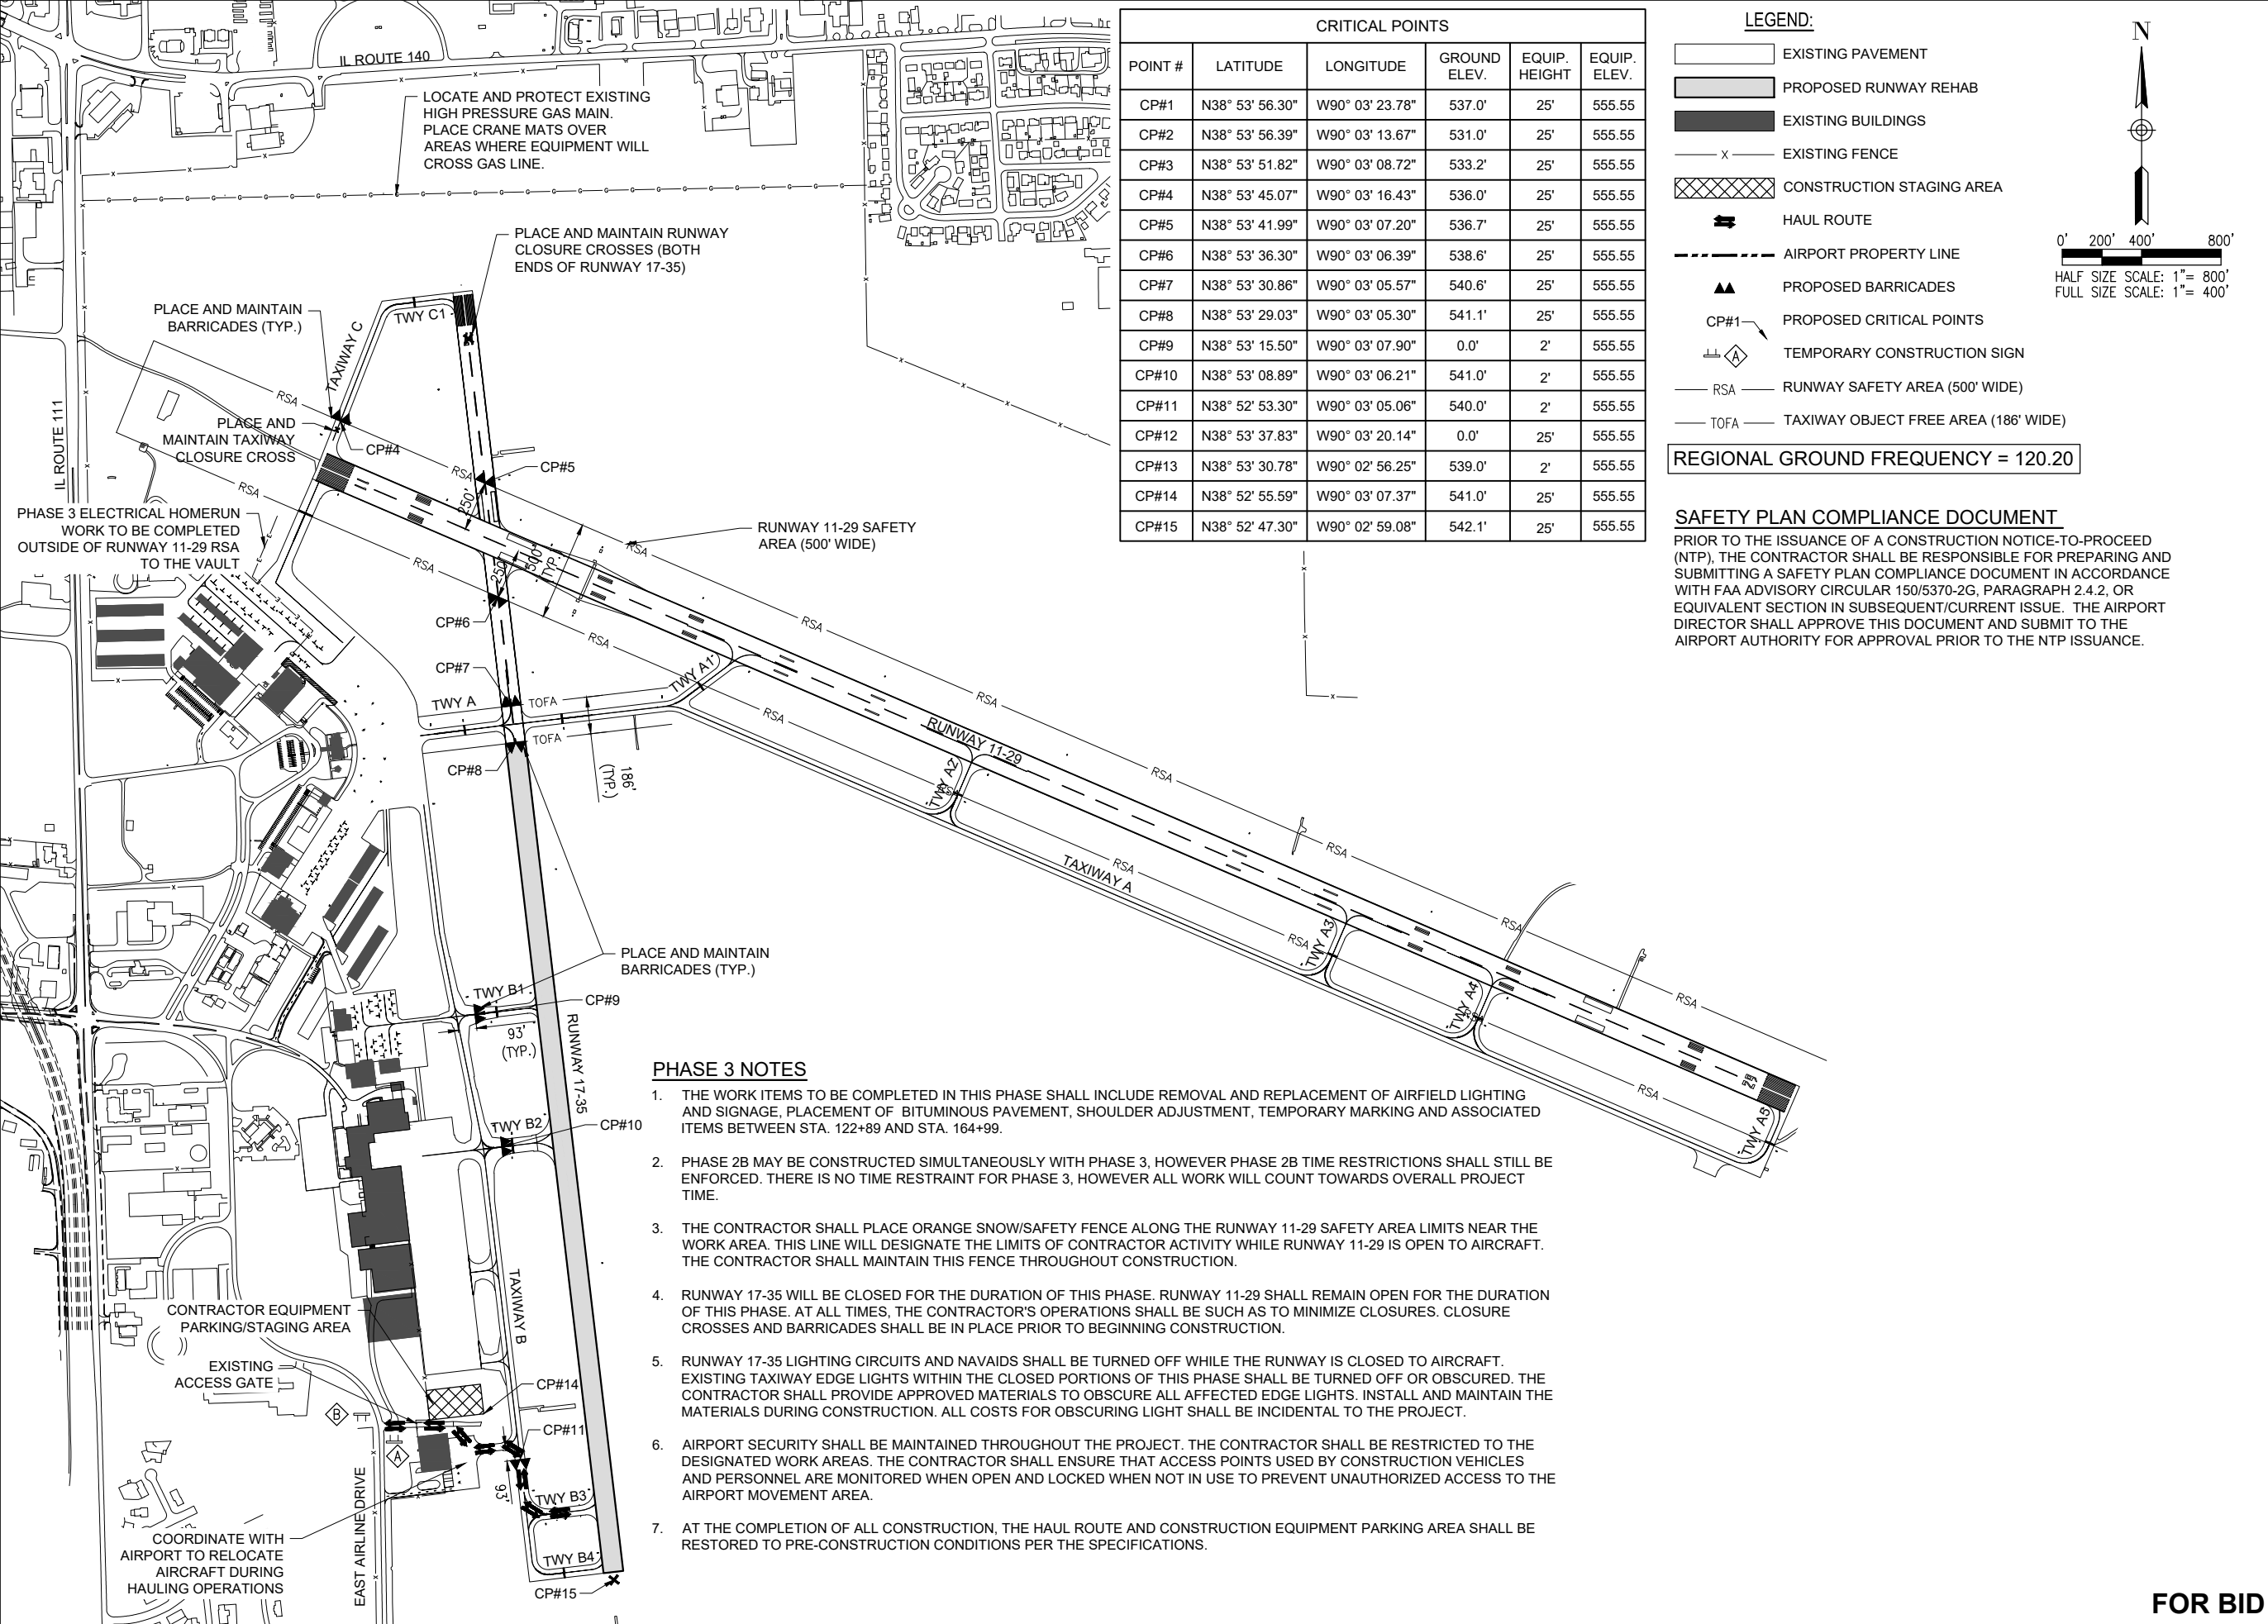 IL ROUTE 140
LOCATE AND PROTECT EXISTING
HIGH PRESSURE GAS MAIN.
PLACE CRANE MATS OVER
AREAS WHERE EQUIPMENT WILL
CROSS GAS LINE.
PLACE AND MAINTAIN RUNWAY
CLOSURE CROSSES (BOTH
ENDS OF RUNWAY 17-35)
PLACE AND MAINTAIN
BARRICADES (TYP.)
TWY C1
TAXIWAY C
PLACE AND
MAINTAIN TAXIWAY
CLOSURE CROSS
CP#4
CP#5
IL ROUTE 111
RSA
RSA
250'
PHASE 3 ELECTRICAL HOMERUN
WORK TO BE COMPLETED
OUTSIDE OF RUNWAY 11-29 RSA
TO THE VAULT
RUNWAY 11-29 SAFETY
AREA (500' WIDE)
RSA
RSA
250'
500'
TYP.
CP#6
RSA
RSA
CP#7
TWY A
TWY A1
TOFA
TOFA
186'
(TYP.)
CP#8
RSA
RSA
RUNWAY 11-29
TWY A2
RSA
RSA
TAXIWAY A
RSA
TWY A3
RSA
RSA
TWY A4
RSA
RSA
29
TWY A5
PLACE AND MAINTAIN
BARRICADES (TYP.)
TWY B1
CP#9
93'
(TYP.)
RUNWAY 17-35
TWY B2
CP#10
TAXIWAY B
CONTRACTOR EQUIPMENT
PARKING/STAGING AREA
EXISTING
ACCESS GATE
CP#14
B
A
CP#11
93'
TWY B3
EAST AIRLINE DRIVE
COORDINATE WITH
AIRPORT TO RELOCATE
AIRCRAFT DURING
HAULING OPERATIONS
TWY B4
CP#15
CRITICAL POINTS
POINT # LATITUDE LONGITUDE GROUND ELEV. EQUIP. HEIGHT EQUIP. ELEV.
CP#1 N38° 53' 56.30" W90° 03' 23.78" 537.0' 25' 555.55
CP#2 N38° 53' 56.39" W90° 03' 13.67" 531.0' 25' 555.55
CP#3 N38° 53' 51.82" W90° 03' 08.72" 533.2' 25' 555.55
CP#4 N38° 53' 45.07" W90° 03' 16.43" 536.0' 25' 555.55
CP#5 N38° 53' 41.99" W90° 03' 07.20" 536.7' 25' 555.55
CP#6 N38° 53' 36.30" W90° 03' 06.39" 538.6' 25' 555.55
CP#7 N38° 53' 30.86" W90° 03' 05.57" 540.6' 25' 555.55
CP#8 N38° 53' 29.03" W90° 03' 05.30" 541.1' 25' 555.55
CP#9 N38° 53' 15.50" W90° 03' 07.90" 0.0' 2' 555.55
CP#10 N38° 53' 08.89" W90° 03' 06.21" 541.0' 2' 555.55
CP#11 N38° 52' 53.30" W90° 03' 05.06" 540.0' 2' 555.55
CP#12 N38° 53' 37.83" W90° 03' 20.14" 0.0' 25' 555.55
CP#13 N38° 53' 30.78" W90° 02' 56.25" 539.0' 2' 555.55
CP#14 N38° 52' 55.59" W90° 03' 07.37" 541.0' 25' 555.55
CP#15 N38° 52' 47.30" W90° 02' 59.08" 542.1' 25' 555.55
LEGEND:
EXISTING PAVEMENT
PROPOSED RUNWAY REHAB
EXISTING BUILDINGS
X EXISTING FENCE
CONSTRUCTION STAGING AREA
HAUL ROUTE
AIRPORT PROPERTY LINE
PROPOSED BARRICADES
CP#1 PROPOSED CRITICAL POINTS
A TEMPORARY CONSTRUCTION SIGN
RSA RUNWAY SAFETY AREA (500' WIDE)
TOFA TAXIWAY OBJECT FREE AREA (186' WIDE)
N
0' 200' 400' 800'
HALF SIZE SCALE: 1"= 800'
FULL SIZE SCALE: 1"= 400'
REGIONAL GROUND FREQUENCY = 120.20
SAFETY PLAN COMPLIANCE DOCUMENT
PRIOR TO THE ISSUANCE OF A CONSTRUCTION NOTICE-TO-PROCEED
(NTP), THE CONTRACTOR SHALL BE RESPONSIBLE FOR PREPARING AND
SUBMITTING A SAFETY PLAN COMPLIANCE DOCUMENT IN ACCORDANCE
WITH FAA ADVISORY CIRCULAR 150/5370-2G, PARAGRAPH 2.4.2, OR
EQUIVALENT SECTION IN SUBSEQUENT/CURRENT ISSUE. THE AIRPORT
DIRECTOR SHALL APPROVE THIS DOCUMENT AND SUBMIT TO THE
AIRPORT AUTHORITY FOR APPROVAL PRIOR TO THE NTP ISSUANCE.
PHASE 3 NOTES
1. THE WORK ITEMS TO BE COMPLETED IN THIS PHASE SHALL INCLUDE REMOVAL AND REPLACEMENT OF AIRFIELD LIGHTING
AND SIGNAGE, PLACEMENT OF BITUMINOUS PAVEMENT, SHOULDER ADJUSTMENT, TEMPORARY MARKING AND ASSOCIATED
ITEMS BETWEEN STA. 122+89 AND STA. 164+99.
2. PHASE 2B MAY BE CONSTRUCTED SIMULTANEOUSLY WITH PHASE 3, HOWEVER PHASE 2B TIME RESTRICTIONS SHALL STILL BE
ENFORCED. THERE IS NO TIME RESTRAINT FOR PHASE 3, HOWEVER ALL WORK WILL COUNT TOWARDS OVERALL PROJECT
TIME.
3. THE CONTRACTOR SHALL PLACE ORANGE SNOW/SAFETY FENCE ALONG THE RUNWAY 11-29 SAFETY AREA LIMITS NEAR THE
WORK AREA. THIS LINE WILL DESIGNATE THE LIMITS OF CONTRACTOR ACTIVITY WHILE RUNWAY 11-29 IS OPEN TO AIRCRAFT.
THE CONTRACTOR SHALL MAINTAIN THIS FENCE THROUGHOUT CONSTRUCTION.
4. RUNWAY 17-35 WILL BE CLOSED FOR THE DURATION OF THIS PHASE. RUNWAY 11-29 SHALL REMAIN OPEN FOR THE DURATION
OF THIS PHASE. AT ALL TIMES, THE CONTRACTOR'S OPERATIONS SHALL BE SUCH AS TO MINIMIZE CLOSURES. CLOSURE
CROSSES AND BARRICADES SHALL BE IN PLACE PRIOR TO BEGINNING CONSTRUCTION.
5. RUNWAY 17-35 LIGHTING CIRCUITS AND NAVAIDS SHALL BE TURNED OFF WHILE THE RUNWAY IS CLOSED TO AIRCRAFT.
EXISTING TAXIWAY EDGE LIGHTS WITHIN THE CLOSED PORTIONS OF THIS PHASE SHALL BE TURNED OFF OR OBSCURED. THE
CONTRACTOR SHALL PROVIDE APPROVED MATERIALS TO OBSCURE ALL AFFECTED EDGE LIGHTS. INSTALL AND MAINTAIN THE
MATERIALS DURING CONSTRUCTION. ALL COSTS FOR OBSCURING LIGHT SHALL BE INCIDENTAL TO THE PROJECT.
6. AIRPORT SECURITY SHALL BE MAINTAINED THROUGHOUT THE PROJECT. THE CONTRACTOR SHALL BE RESTRICTED TO THE
DESIGNATED WORK AREAS. THE CONTRACTOR SHALL ENSURE THAT ACCESS POINTS USED BY CONSTRUCTION VEHICLES
AND PERSONNEL ARE MONITORED WHEN OPEN AND LOCKED WHEN NOT IN USE TO PREVENT UNAUTHORIZED ACCESS TO THE
AIRPORT MOVEMENT AREA.
7. AT THE COMPLETION OF ALL CONSTRUCTION, THE HAUL ROUTE AND CONSTRUCTION EQUIPMENT PARKING AREA SHALL BE
RESTORED TO PRE-CONSTRUCTION CONDITIONS PER THE SPECIFICATIONS.
FOR BID